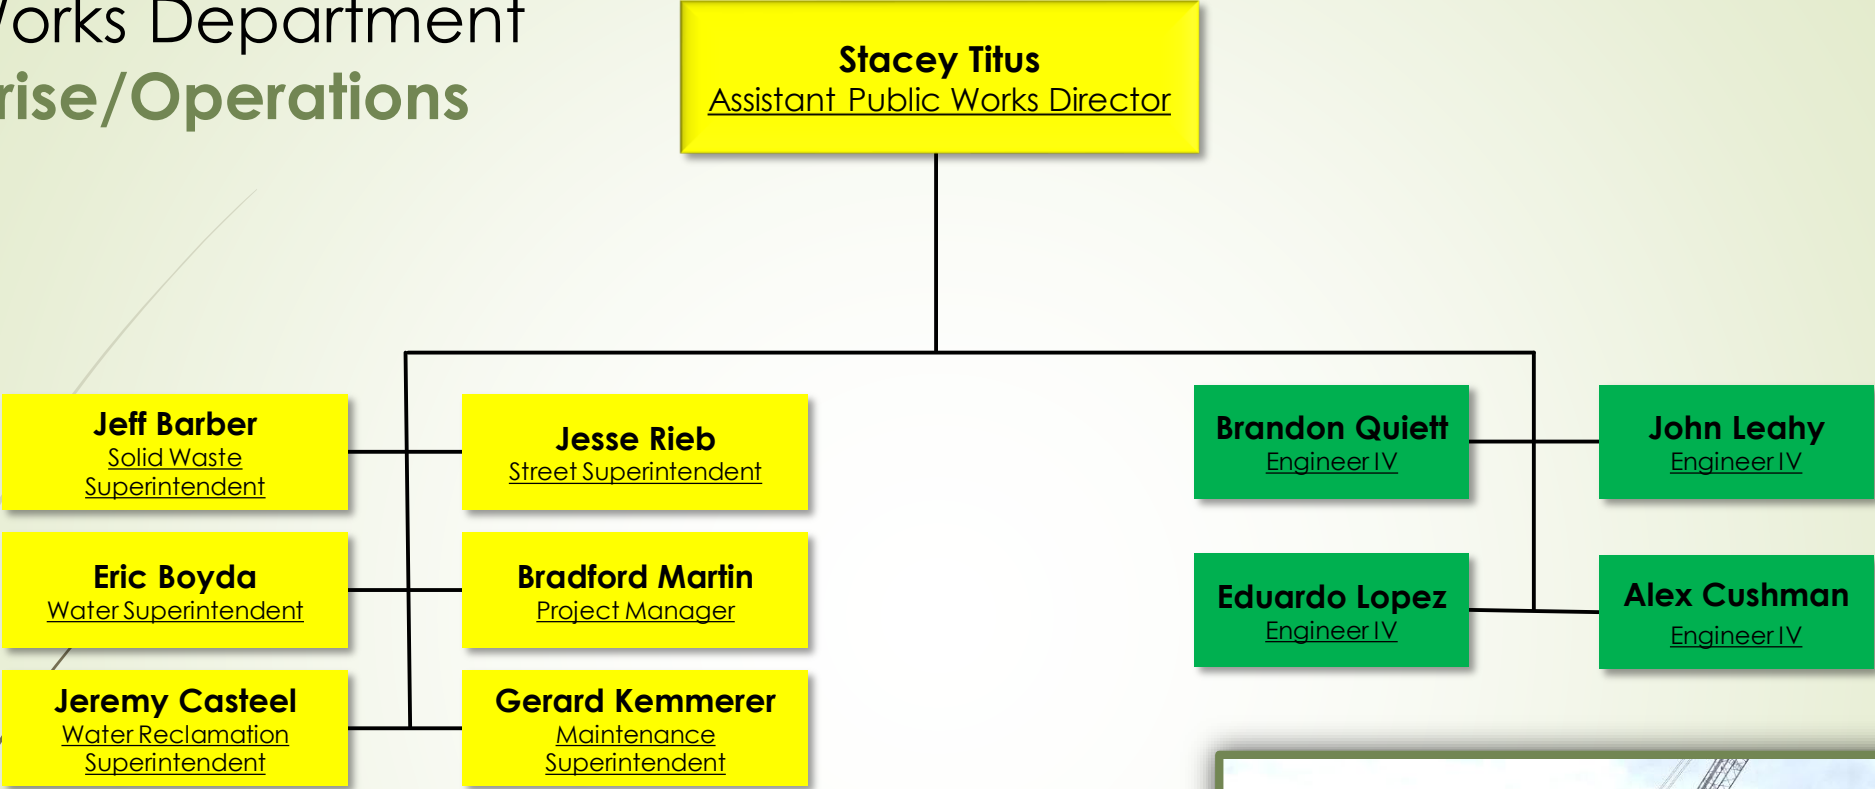 Works Department
rise/Operations
Stacey Titus
Assistant Public Works Director
Jeff Barber
Solid Waste
Superintendent
Jesse Rieb
Street Superintendent
Brandon Quiett
Engineer IV
John Leahy
Engineer IV
Eric Boyda
Water Superintendent
Bradford Martin
Project Manager
Eduardo Lopez
Engineer IV
Alex Cushman
Engineer IV
Jeremy Casteel
Water Reclamation
Superintendent
Gerard Kemmerer
Maintenance
Superintendent